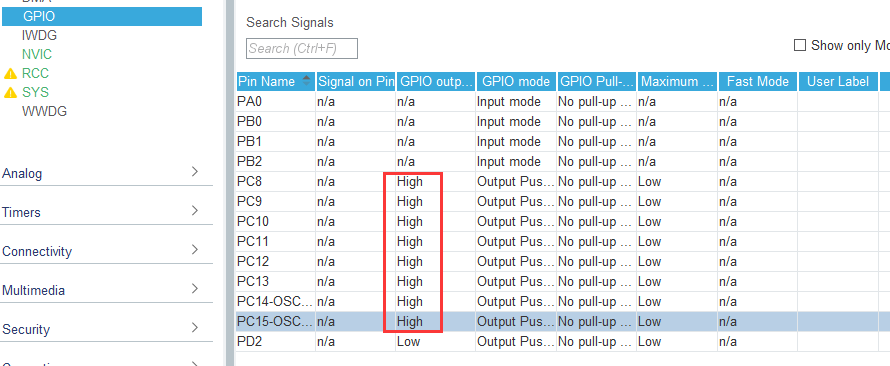 GPIO
IWDG
NVIC
RCC
SYS
WWDG
Analog
Timers
Connectivity
Multimedia
Security
Search Signals
Search (Ctrl+F)
Show only Mo
Pin Name Signal on Pin GPIO outp... GPIO mode GPIO Pull-... Maximum ... Fast Mode User Label
PA0 n/a n/a Input mode No pull-up ... n/a n/a
PB0 n/a n/a Input mode No pull-up ... n/a n/a
PB1 n/a n/a Input mode No pull-up ... n/a n/a
PB2 n/a n/a Input mode No pull-up ... n/a n/a
PC8 n/a High Output Pus... No pull-up ... Low n/a
PC9 n/a High Output Pus... No pull-up ... Low n/a
PC10 n/a High Output Pus... No pull-up ... Low n/a
PC11 n/a High Output Pus... No pull-up ... Low n/a
PC12 n/a High Output Pus... No pull-up ... Low n/a
PC13 n/a High Output Pus... No pull-up ... Low n/a
PC14-OSC... n/a High Output Pus... No pull-up ... Low n/a
PC15-OSC... n/a High Output Pus... No pull-up ... Low n/a
PD2 n/a Low Output Pus... No pull-up ... Low n/a